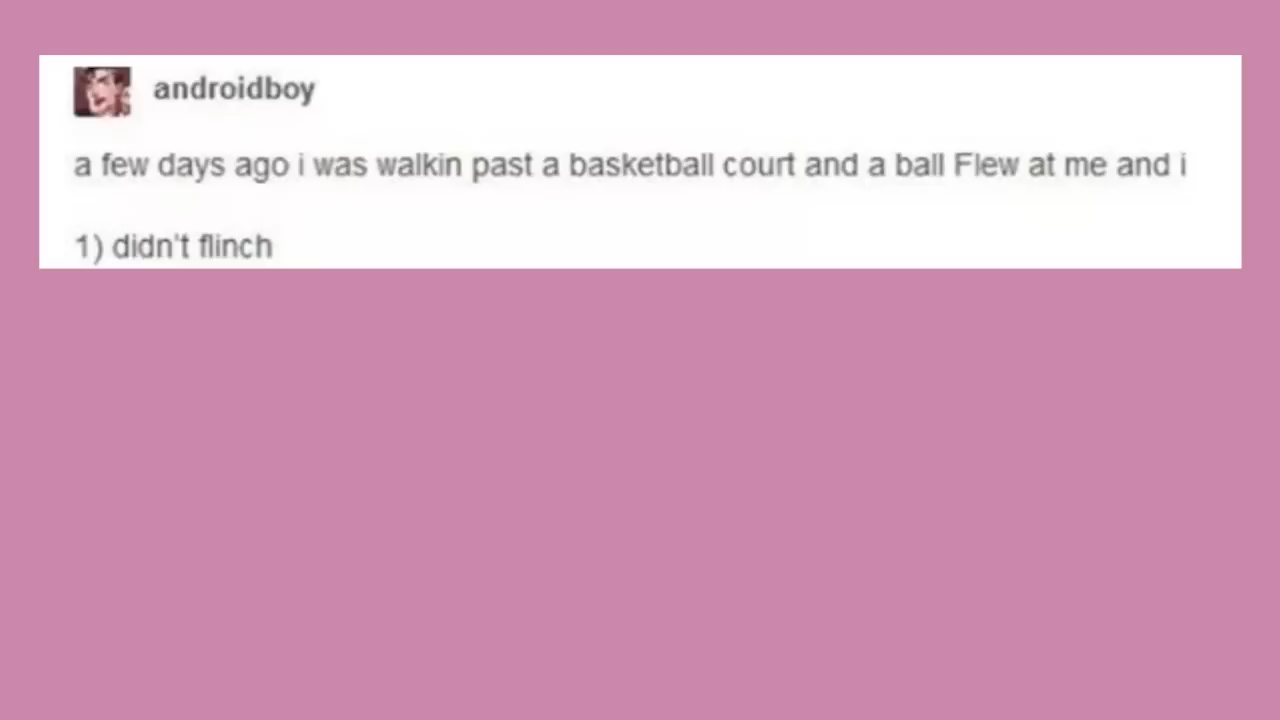 androidboy
a few days ago i was walkin past a basketball court and a ball Flew at me and i
1) didn't flinch